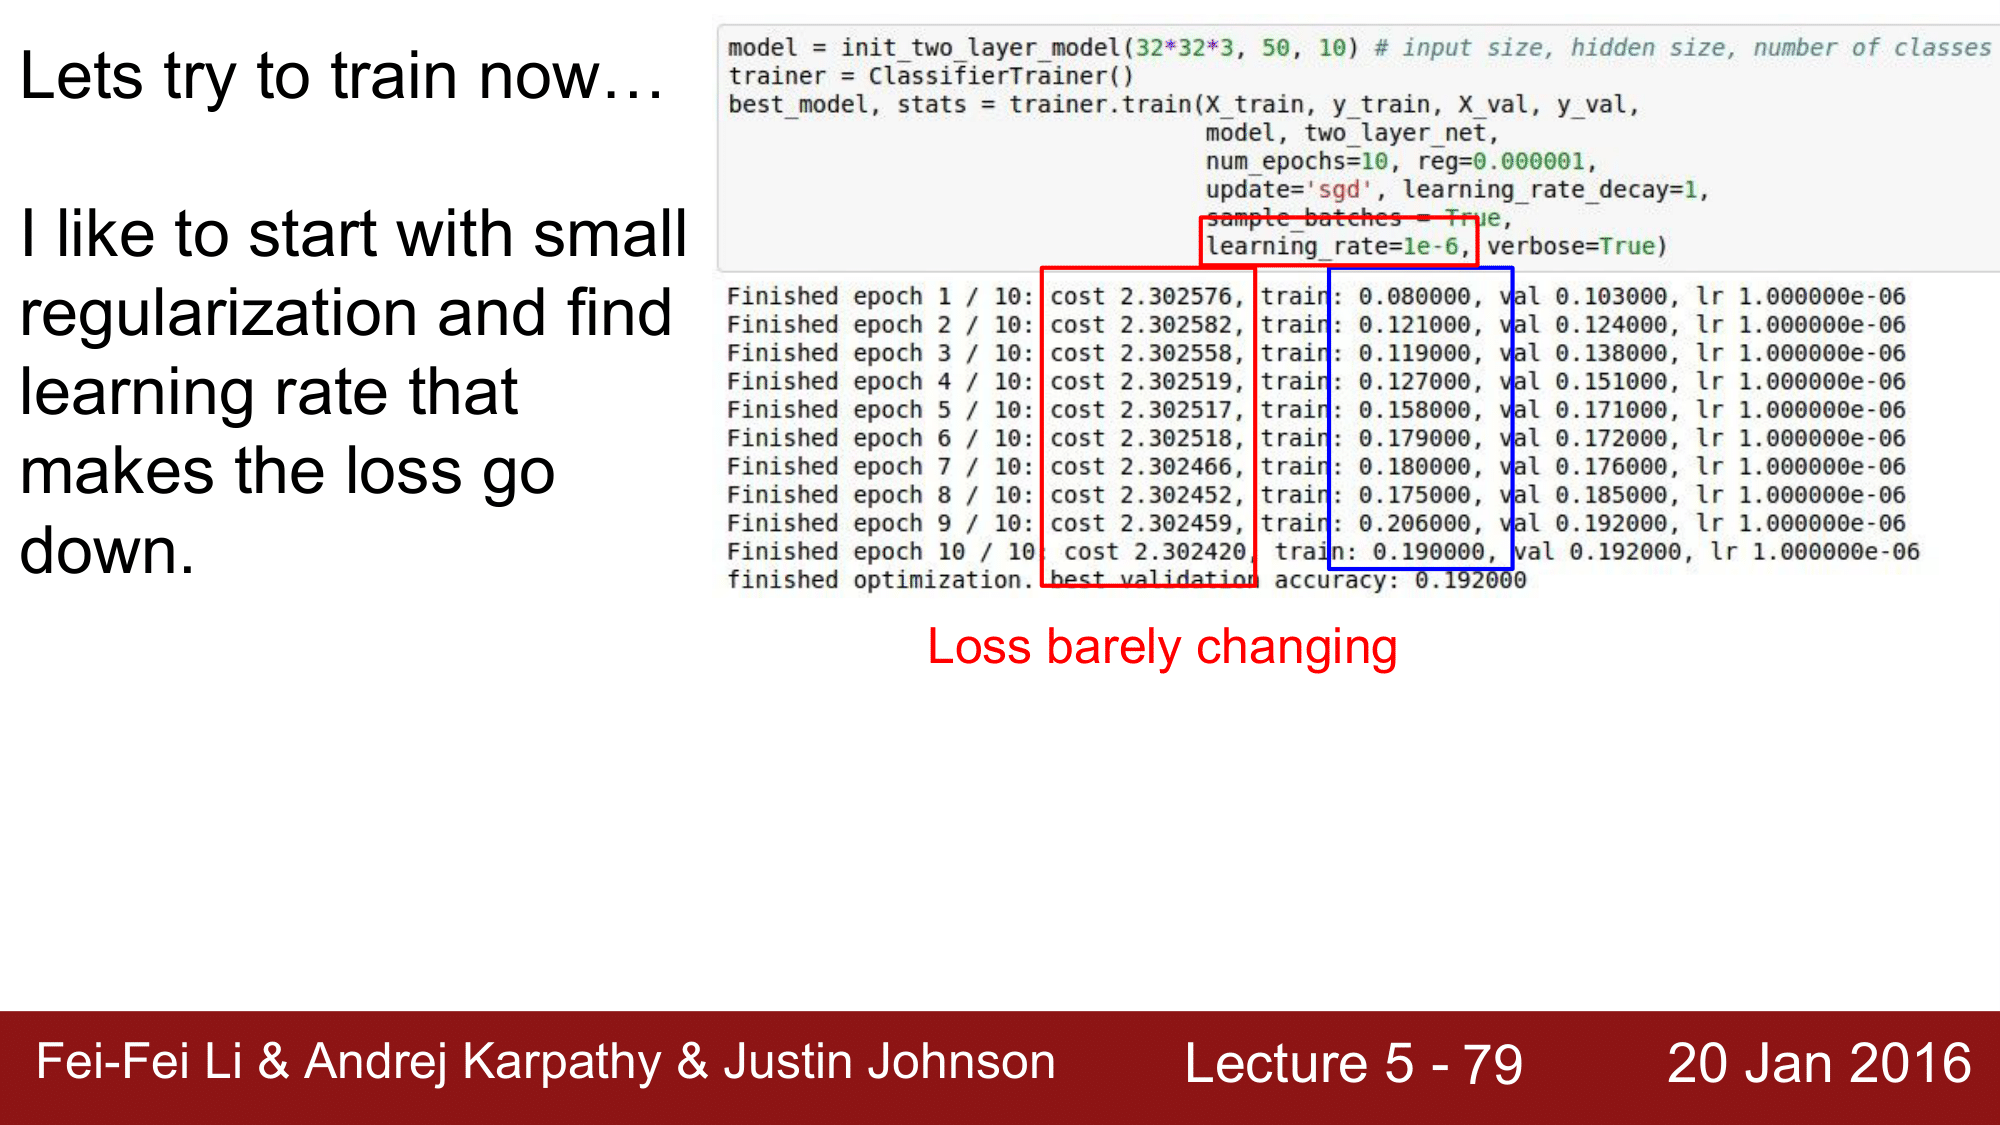 Lets try to train now…
I like to start with small
regularization and find
learning rate that
makes the loss go
down.
model = init_two_layer_model(32*32*3, 50, 10) # input size, hidden size, number of classes
trainer = ClassifierTrainer()
best_model, stats = trainer.train(X_train, y_train, X_val, y_val,
model, two_layer_net,
num_epochs=10, reg=0.000001,
update='sgd', learning_rate_decay=1,
sample_batches = True,
learning_rate=1e-6, verbose=True)
Finished epoch 1 / 10: cost 2.302576, train: 0.080000, val 0.103000, lr 1.000000e-06
Finished epoch 2 / 10: cost 2.302582, train: 0.121000, val 0.124000, lr 1.000000e-06
Finished epoch 3 / 10: cost 2.302558, train: 0.119000, val 0.138000, lr 1.000000e-06
Finished epoch 4 / 10: cost 2.302519, train: 0.127000, val 0.151000, lr 1.000000e-06
Finished epoch 5 / 10: cost 2.302517, train: 0.158000, val 0.171000, lr 1.000000e-06
Finished epoch 6 / 10: cost 2.302518, train: 0.179000, val 0.172000, lr 1.000000e-06
Finished epoch 7 / 10: cost 2.302466, train: 0.180000, val 0.176000, lr 1.000000e-06
Finished epoch 8 / 10: cost 2.302452, train: 0.175000, val 0.185000, lr 1.000000e-06
Finished epoch 9 / 10: cost 2.302459, train: 0.206000, val 0.192000, lr 1.000000e-06
Finished epoch 10 / 10: cost 2.302420, train: 0.190000, val 0.192000, lr 1.000000e-06
finished optimization. best validation accuracy: 0.192000
Loss barely changing
Fei-Fei Li & Andrej Karpathy & Justin Johnson
Lecture 5 - 79
20 Jan 2016